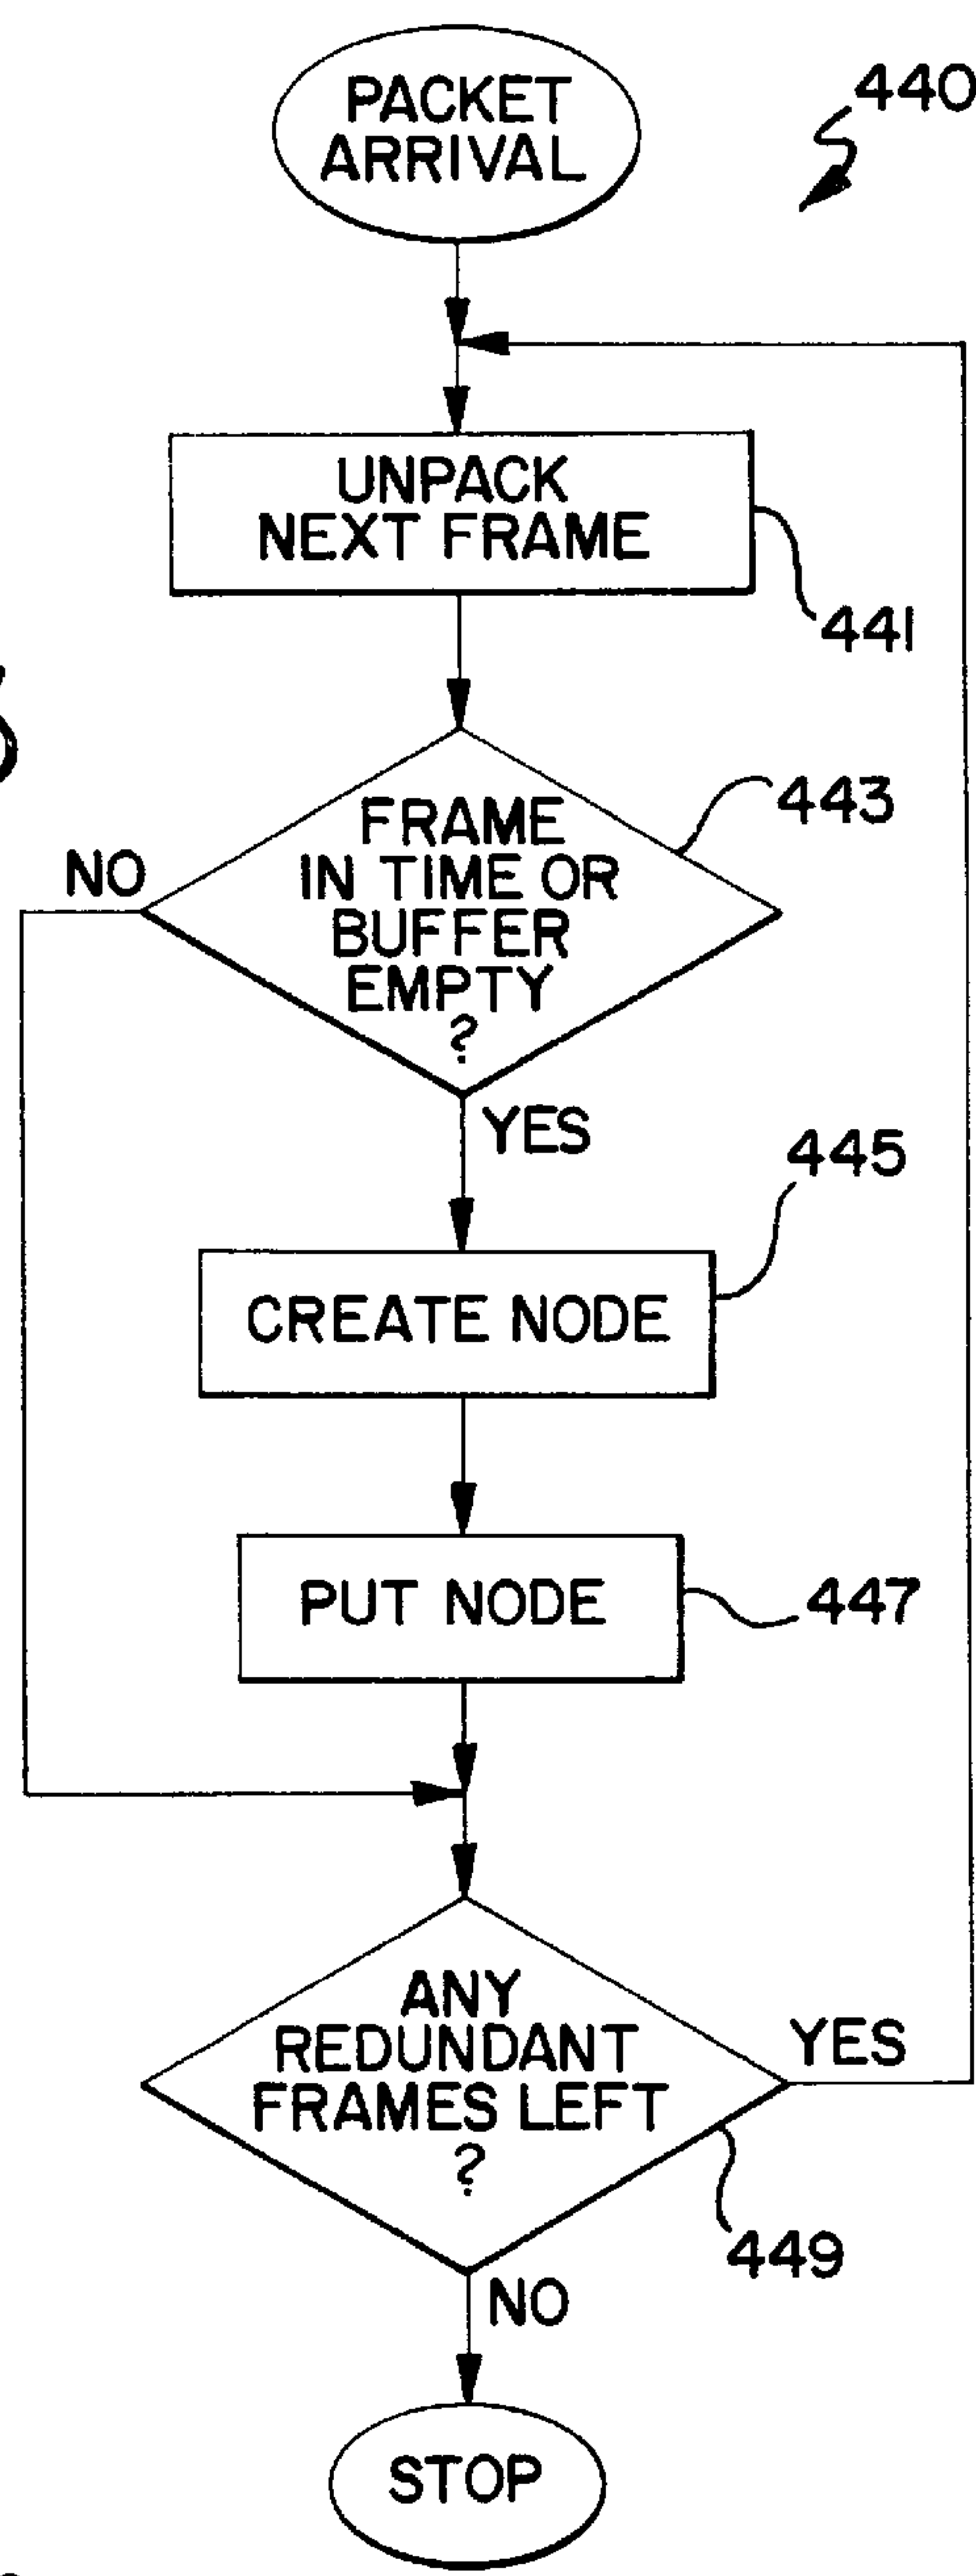 PACKET
ARRIVAL
440
UNPACK
NEXT FRAME
441
443
FRAME
IN TIME OR
BUFFER
EMPTY
?
NO
YES
445
CREATE NODE
PUT NODE
447
ANY
REDUNDANT
FRAMES LEFT
?
YES
449
NO
STOP